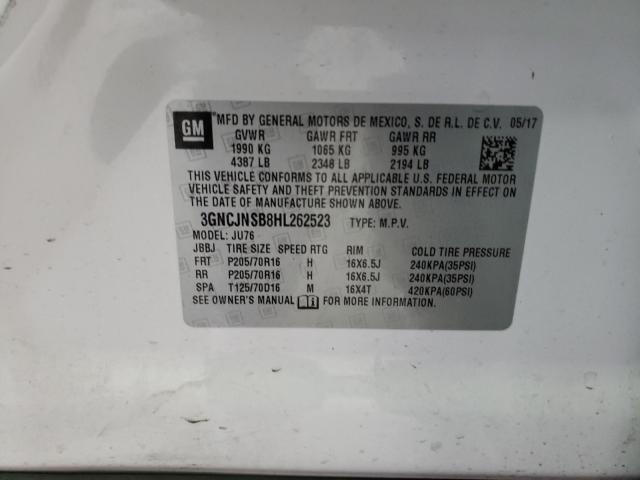 GM
MFD BY GENERAL MOTORS DE MEXICO, S. DE R.L. DE C.V. 05/17
GVWR GAWR FRT GAWR RR
1990 KG 1065 KG 995 KG
4387 LB 2348 LB 2194 LB
THIS VEHICLE CONFORMS TO ALL APPLICABLE U.S. FEDERAL MOTOR
VEHICLE SAFETY AND THEFT PREVENTION STANDARDS IN EFFECT ON
THE DATE OF MANUFACTURE SHOWN ABOVE.
3GNCJNSB8HL262523 TYPE: M.P.V.
MODEL: JU76
JBBJ TIRE SIZE SPEED RTG RIM COLD TIRE PRESSURE
FRT P205/70R16 H 16X6.5J 240KPA(35PSI)
RR P205/70R16 H 16X6.5J 240KPA(35PSI)
SPA T125/70D16 M 16X4T 420KPA(60PSI)
SEE OWNER'S MANUAL FOR MORE INFORMATION.